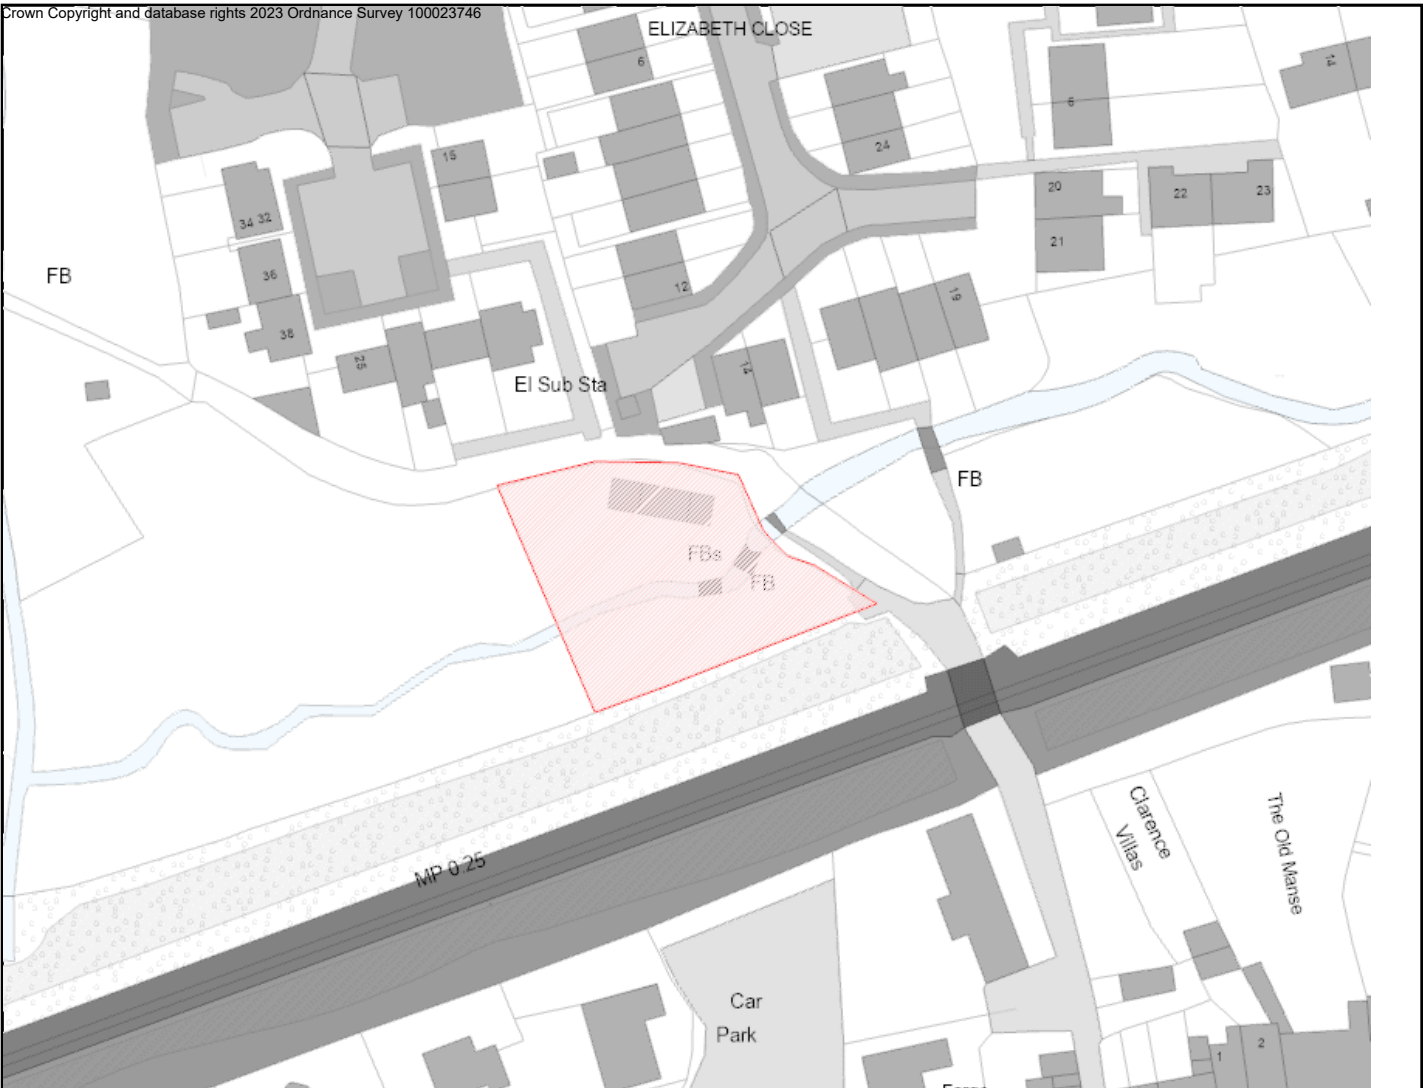 Crown Copyright and database rights 2023 Ordnance Survey 100023746
ELIZABETH CLOSE
6
14
6
24
15
20
22
23
34 32
21
FB
36
12
19
38
25
14
El Sub Sta
FB
FBs
FB
MP 0.25
Clarence
Villas
The Old Manse
Car
Park
2
1